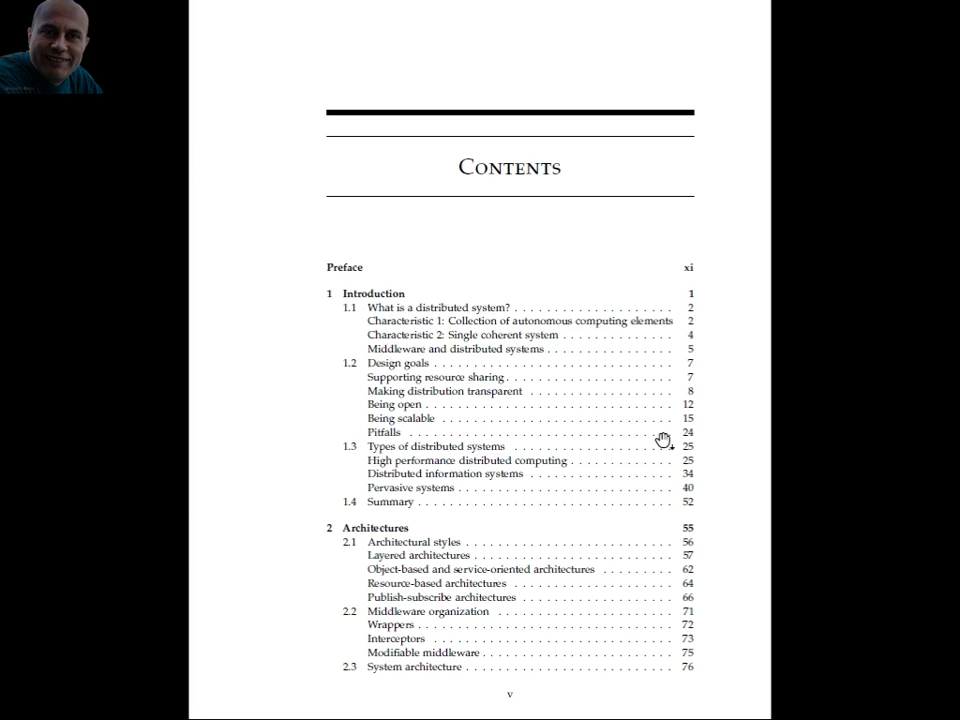 CONTENTS
Preface xi
1 Introduction 1
1.1 What is a distributed system? . . . . . . . . . . . . . . . . . . . . 2
Characteristic 1: Collection of autonomous computing elements 2
Characteristic 2: Single coherent system . . . . . . . . . . . . . . 4
Middleware and distributed systems . . . . . . . . . . . . . . . . 5
1.2 Design goals . . . . . . . . . . . . . . . . . . . . . . . . . . . . 7
Supporting resource sharing . . . . . . . . . . . . . . . . . . . . . 7
Making distribution transparent . . . . . . . . . . . . . . . . . . 8
Being open . . . . . . . . . . . . . . . . . . . . . . . . . . . . . 12
Being scalable . . . . . . . . . . . . . . . . . . . . . . . . . . . 15
Pitfalls . . . . . . . . . . . . . . . . . . . . . . . . . . . . . . 24
1.3 Types of distributed systems . . . . . . . . . . . . . . . . . . . . 25
High performance distributed computing . . . . . . . . . . . . . 25
Distributed information systems . . . . . . . . . . . . . . . . . . 34
Pervasive systems . . . . . . . . . . . . . . . . . . . . . . . . . . 40
1.4 Summary . . . . . . . . . . . . . . . . . . . . . . . . . . . . . . 52
2 Architectures 55
2.1 Architectural styles . . . . . . . . . . . . . . . . . . . . . . . . . 56
Layered architectures . . . . . . . . . . . . . . . . . . . . . . . . 57
Object-based and service-oriented architectures . . . . . . . . 62
Resource-based architectures . . . . . . . . . . . . . . . . . . . 64
Publish-subscribe architectures . . . . . . . . . . . . . . . . . . 66
2.2 Middleware organization . . . . . . . . . . . . . . . . . . . . . . 71
Wrappers . . . . . . . . . . . . . . . . . . . . . . . . . . . . . . 72
Interceptors . . . . . . . . . . . . . . . . . . . . . . . . . . . . 73
Modifiable middleware . . . . . . . . . . . . . . . . . . . . . . . 75
2.3 System architecture . . . . . . . . . . . . . . . . . . . . . . . . . 76
v